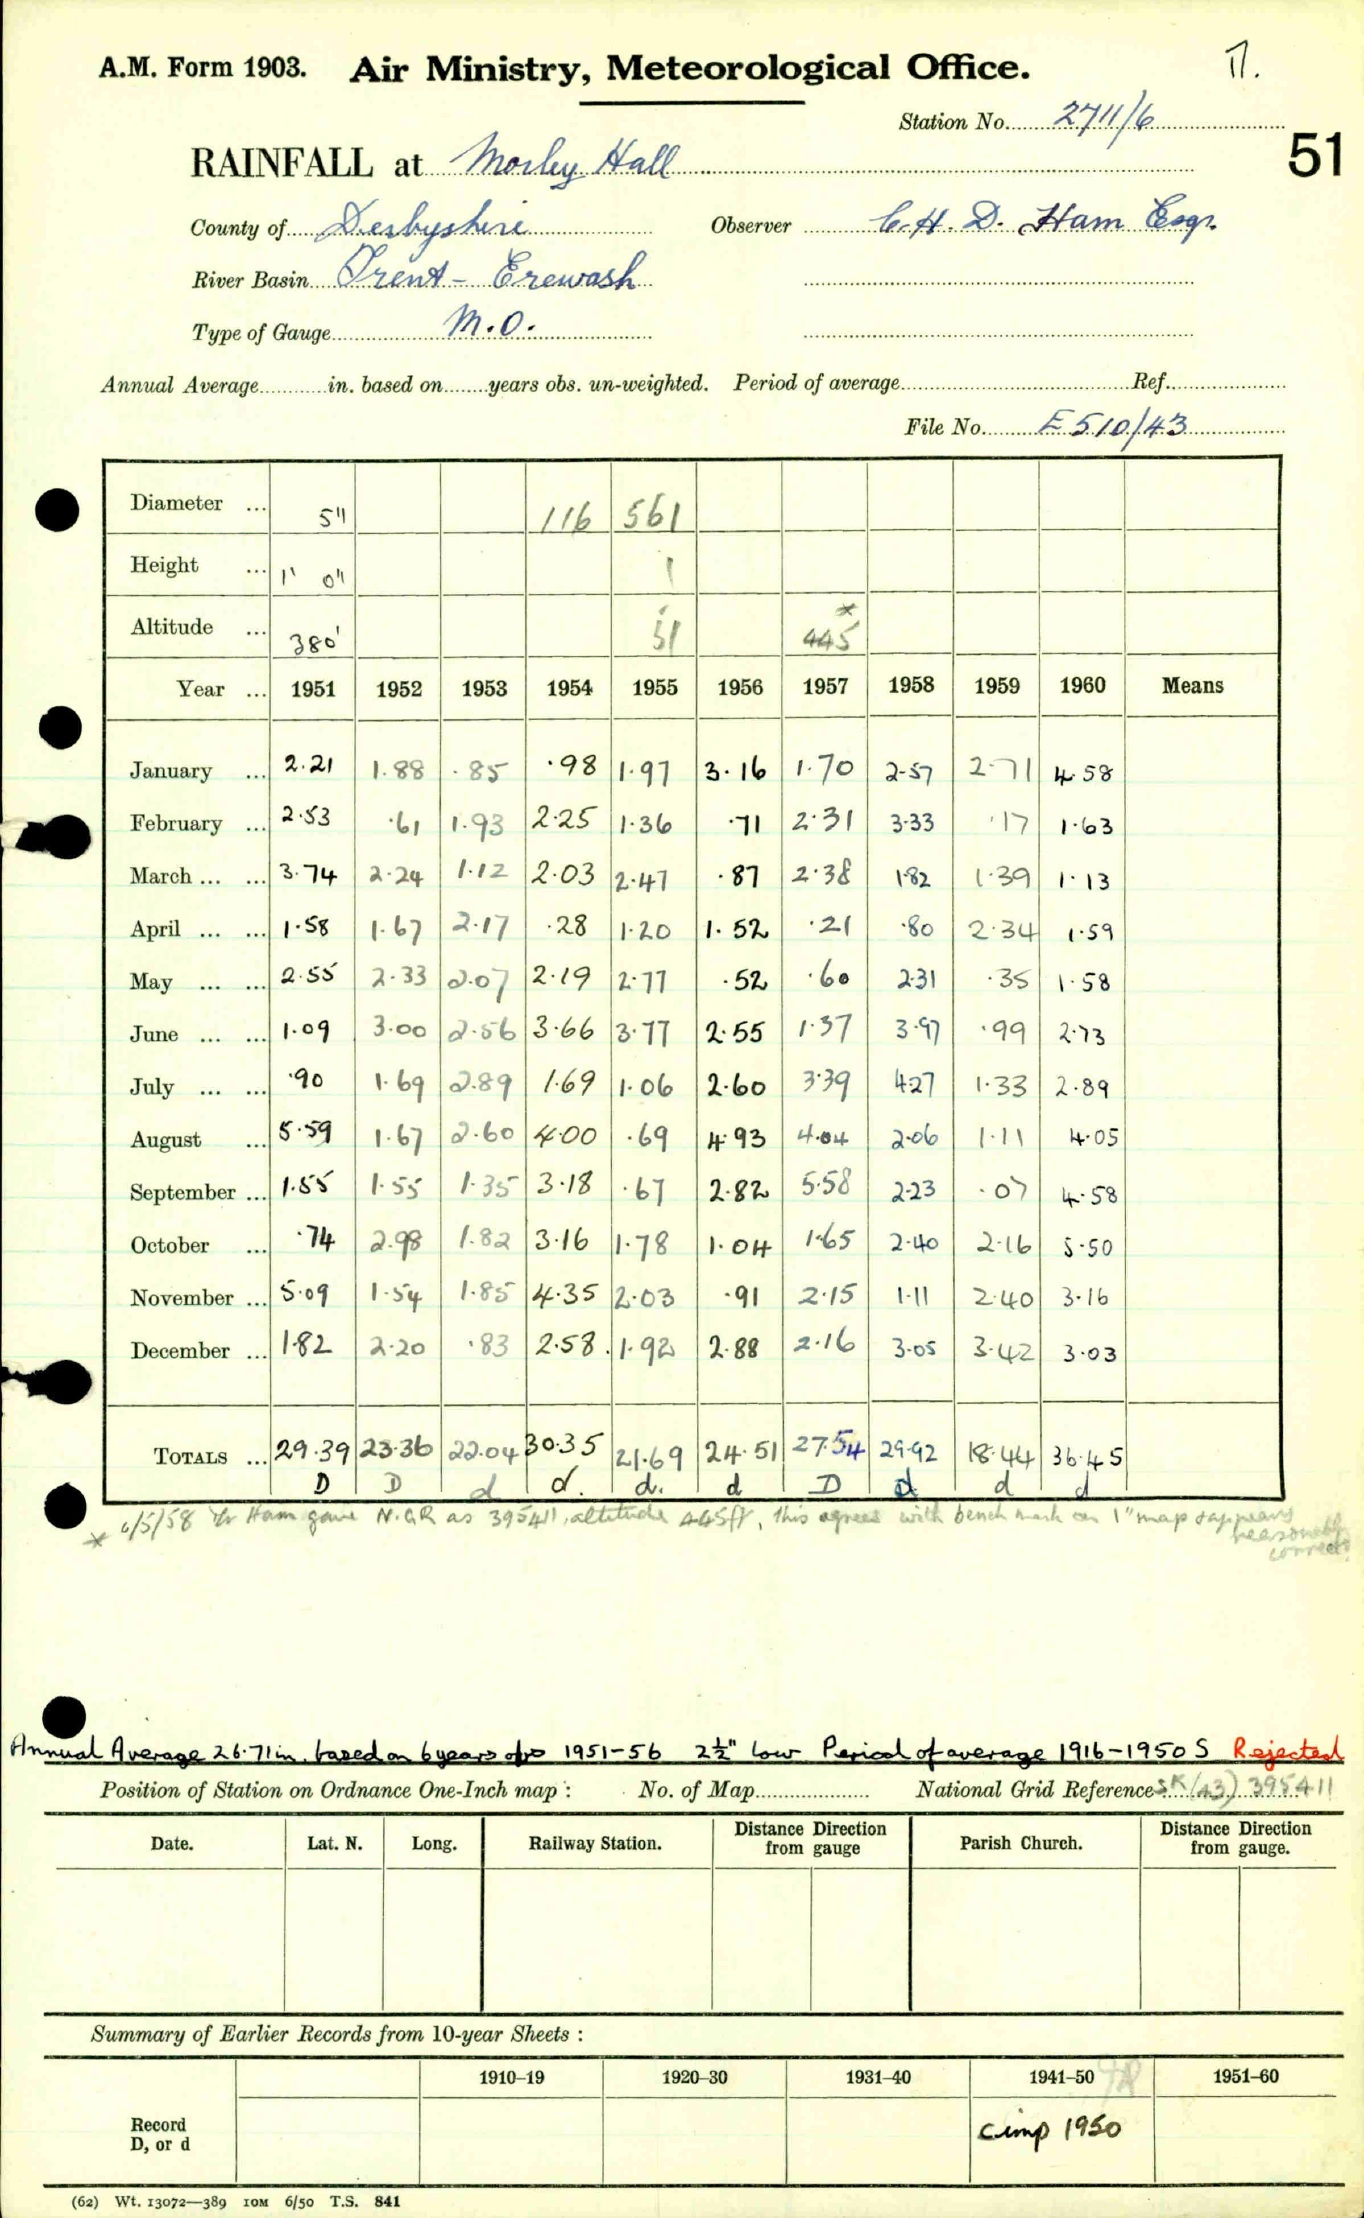 A.M. Form 1903. Air Ministry, Meteorological Office.
Station No. 2711/6
51
RAINFALL at Morley Hall
County of Derbyshire Observer C.H.D. Ham Esqr.
River Basin Trent - Erewash
Type of Gauge M.O.
Annual Average in. based on years obs. un-weighted. Period of average Ref.
File No. E510/43
Diameter ... 5" 116 561
Height ... 1' 0" 1
Altitude ... 380' 51 445 *
Year ... 1951 1952 1953 1954 1955 1956 1957 1958 1959 1960 Means
January ... 2.21 1.88 .85 .98 1.97 3.16 1.70 2.57 2.71 4.58
February ... 2.53 .61 1.93 2.25 1.36 .71 2.31 3.33 .17 1.63
March ... ... 3.74 2.24 1.12 2.03 2.47 .87 2.38 1.82 1.39 1.13
April ... ... 1.58 1.67 2.17 .28 1.20 1.52 .21 .80 2.34 1.59
May ... ... 2.55 2.33 2.07 2.19 2.77 .52 .60 2.31 .35 1.58
June ... ... 1.09 3.00 2.56 3.66 3.77 2.55 1.37 3.97 .99 2.73
July ... ... .90 1.69 2.89 1.69 1.06 2.60 3.39 4.27 1.33 2.89
August ... 5.59 1.67 2.60 4.00 .69 4.93 4.04 2.06 1.11 4.05
September ... 1.55 1.55 1.35 3.18 .67 2.82 5.58 2.23 .07 4.58
October ... .74 2.98 1.82 3.16 1.78 1.04 1.65 2.40 2.16 5.50
November ... 5.09 1.54 1.85 4.35 2.03 .91 2.15 1.11 2.40 3.16
December ... 1.82 2.20 .83 2.58 1.92 2.88 2.16 3.05 3.42 3.03
TOTALS ... 29.39 23.36 22.04 30.35 21.69 24.51 27.54 29.92 18.44 36.45
D D d d. d. d D d d d
* 6/5/58 Mr Ham gave N.G.R as 395411, altitude 445ft, this agrees with bench mark on 1" map & appears
reasonably
correct.
Annual Average 26.71 in. based on 6 years obs 1951-56 2½" low Period of average 1916-1950 S Rejected
Position of Station on Ordnance One-Inch map : No. of Map National Grid Reference SK(43) 395411
Date. Lat. N. Long. Railway Station. Distance Direction from gauge Parish Church. Distance Direction from gauge.
Summary of Earlier Records from 10-year Sheets :
1910–19 1920–30 1931–40 1941–50 1951–60
Record
D, or d
Cimp 1950
(62) Wt. 13072—389 10M 6/50 T.S. 841